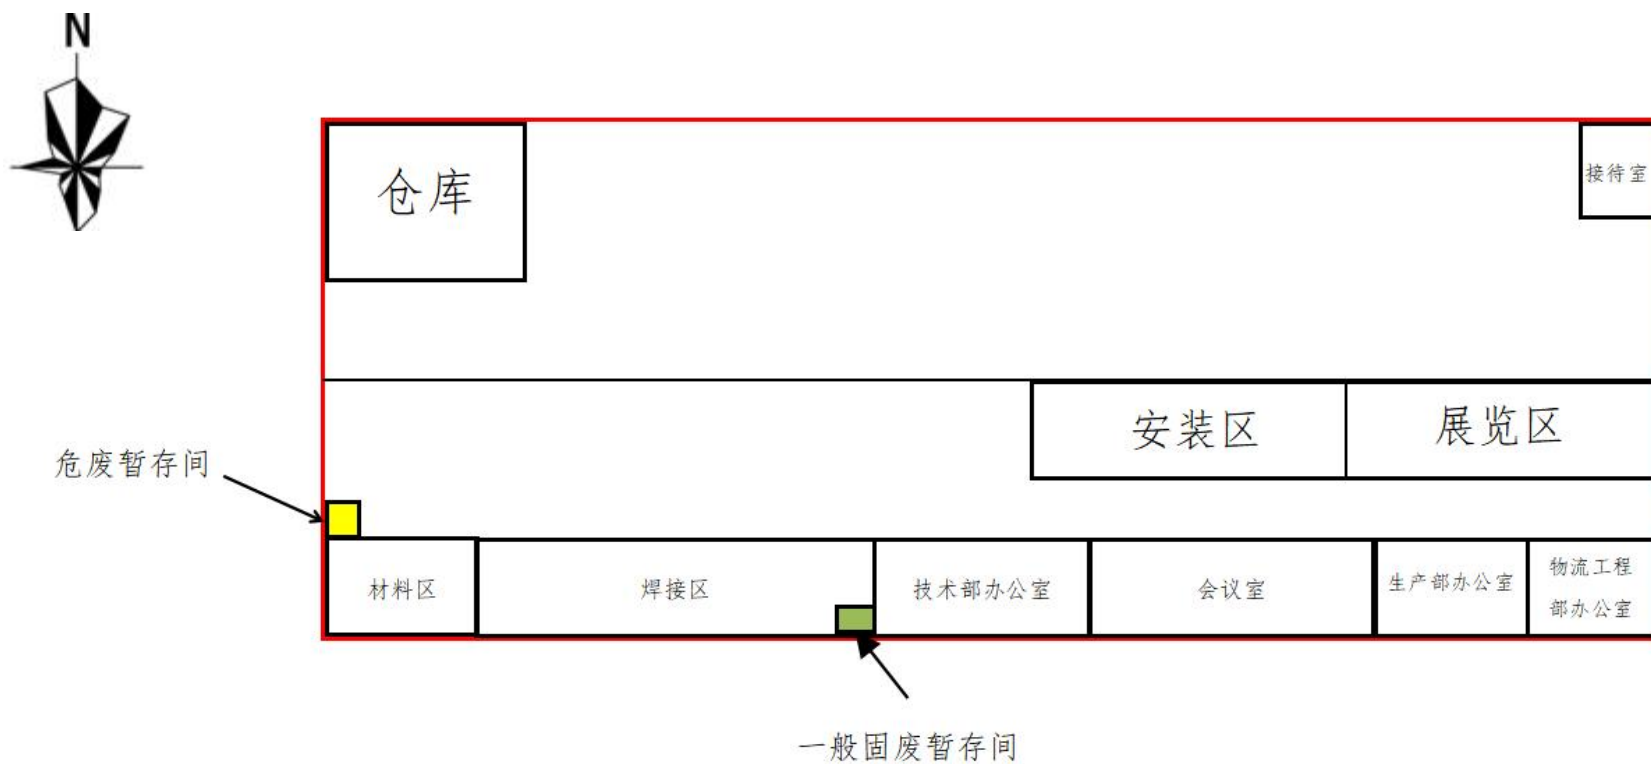 N
仓库
接待室
安装区
展览区
危废暂存间
材料区
焊接区
技术部办公室
会议室
生产部办公室
物流工程
部办公室
一般固废暂存间